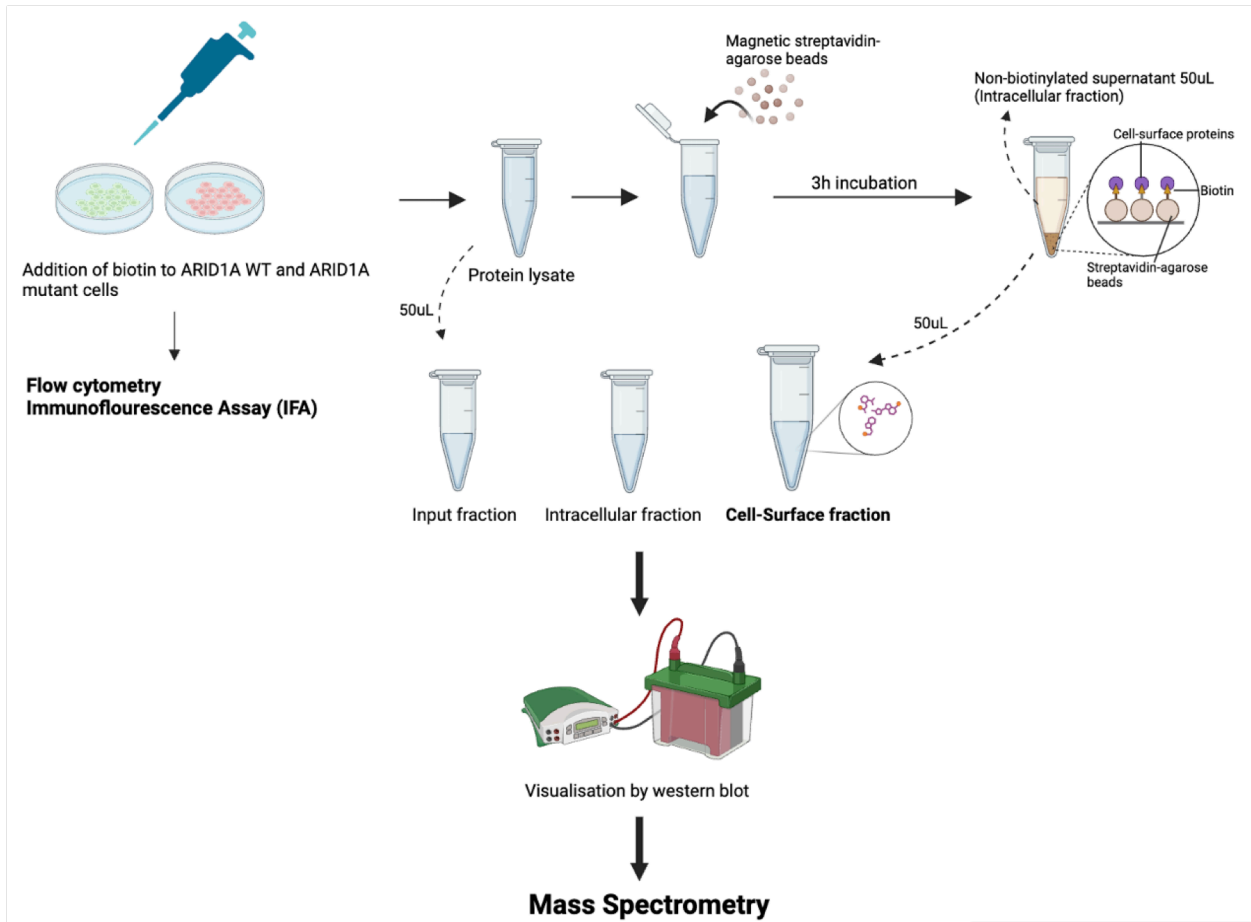 Magnetic streptavidin-
agarose beads
Non-biotinylated supernatant 50uL
(Intracellular fraction)
Cell-surface proteins
3h incubation
Biotin
Streptavidin-agarose
beads
Addition of biotin to ARID1A WT and ARID1A
mutant cells
Protein lysate
50uL
50uL
Flow cytometry
Immunoflourescence Assay (IFA)
Input fraction
Intracellular fraction
Cell-Surface fraction
Visualisation by western blot
Mass Spectrometry